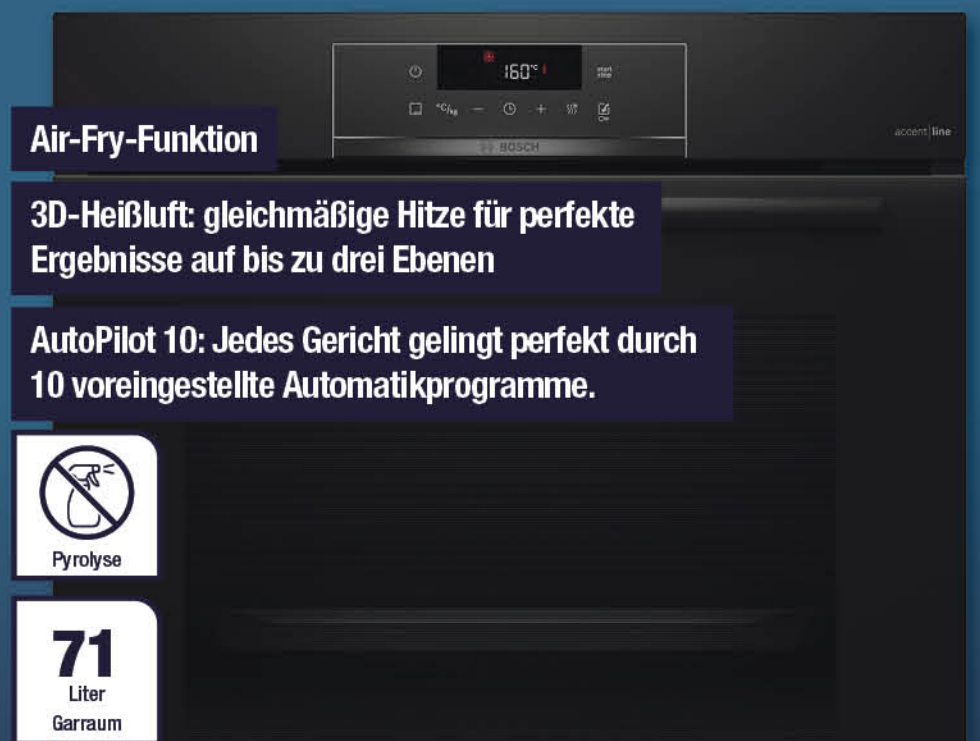 160°C
start
stop
°C/kg
BOSCH
accent|line
Air-Fry-Funktion
3D-Heißluft: gleichmäßige Hitze für perfekte
Ergebnisse auf bis zu drei Ebenen
AutoPilot 10: Jedes Gericht gelingt perfekt durch
10 voreingestellte Automatikprogramme.
Pyrolyse
71
Liter
Garraum